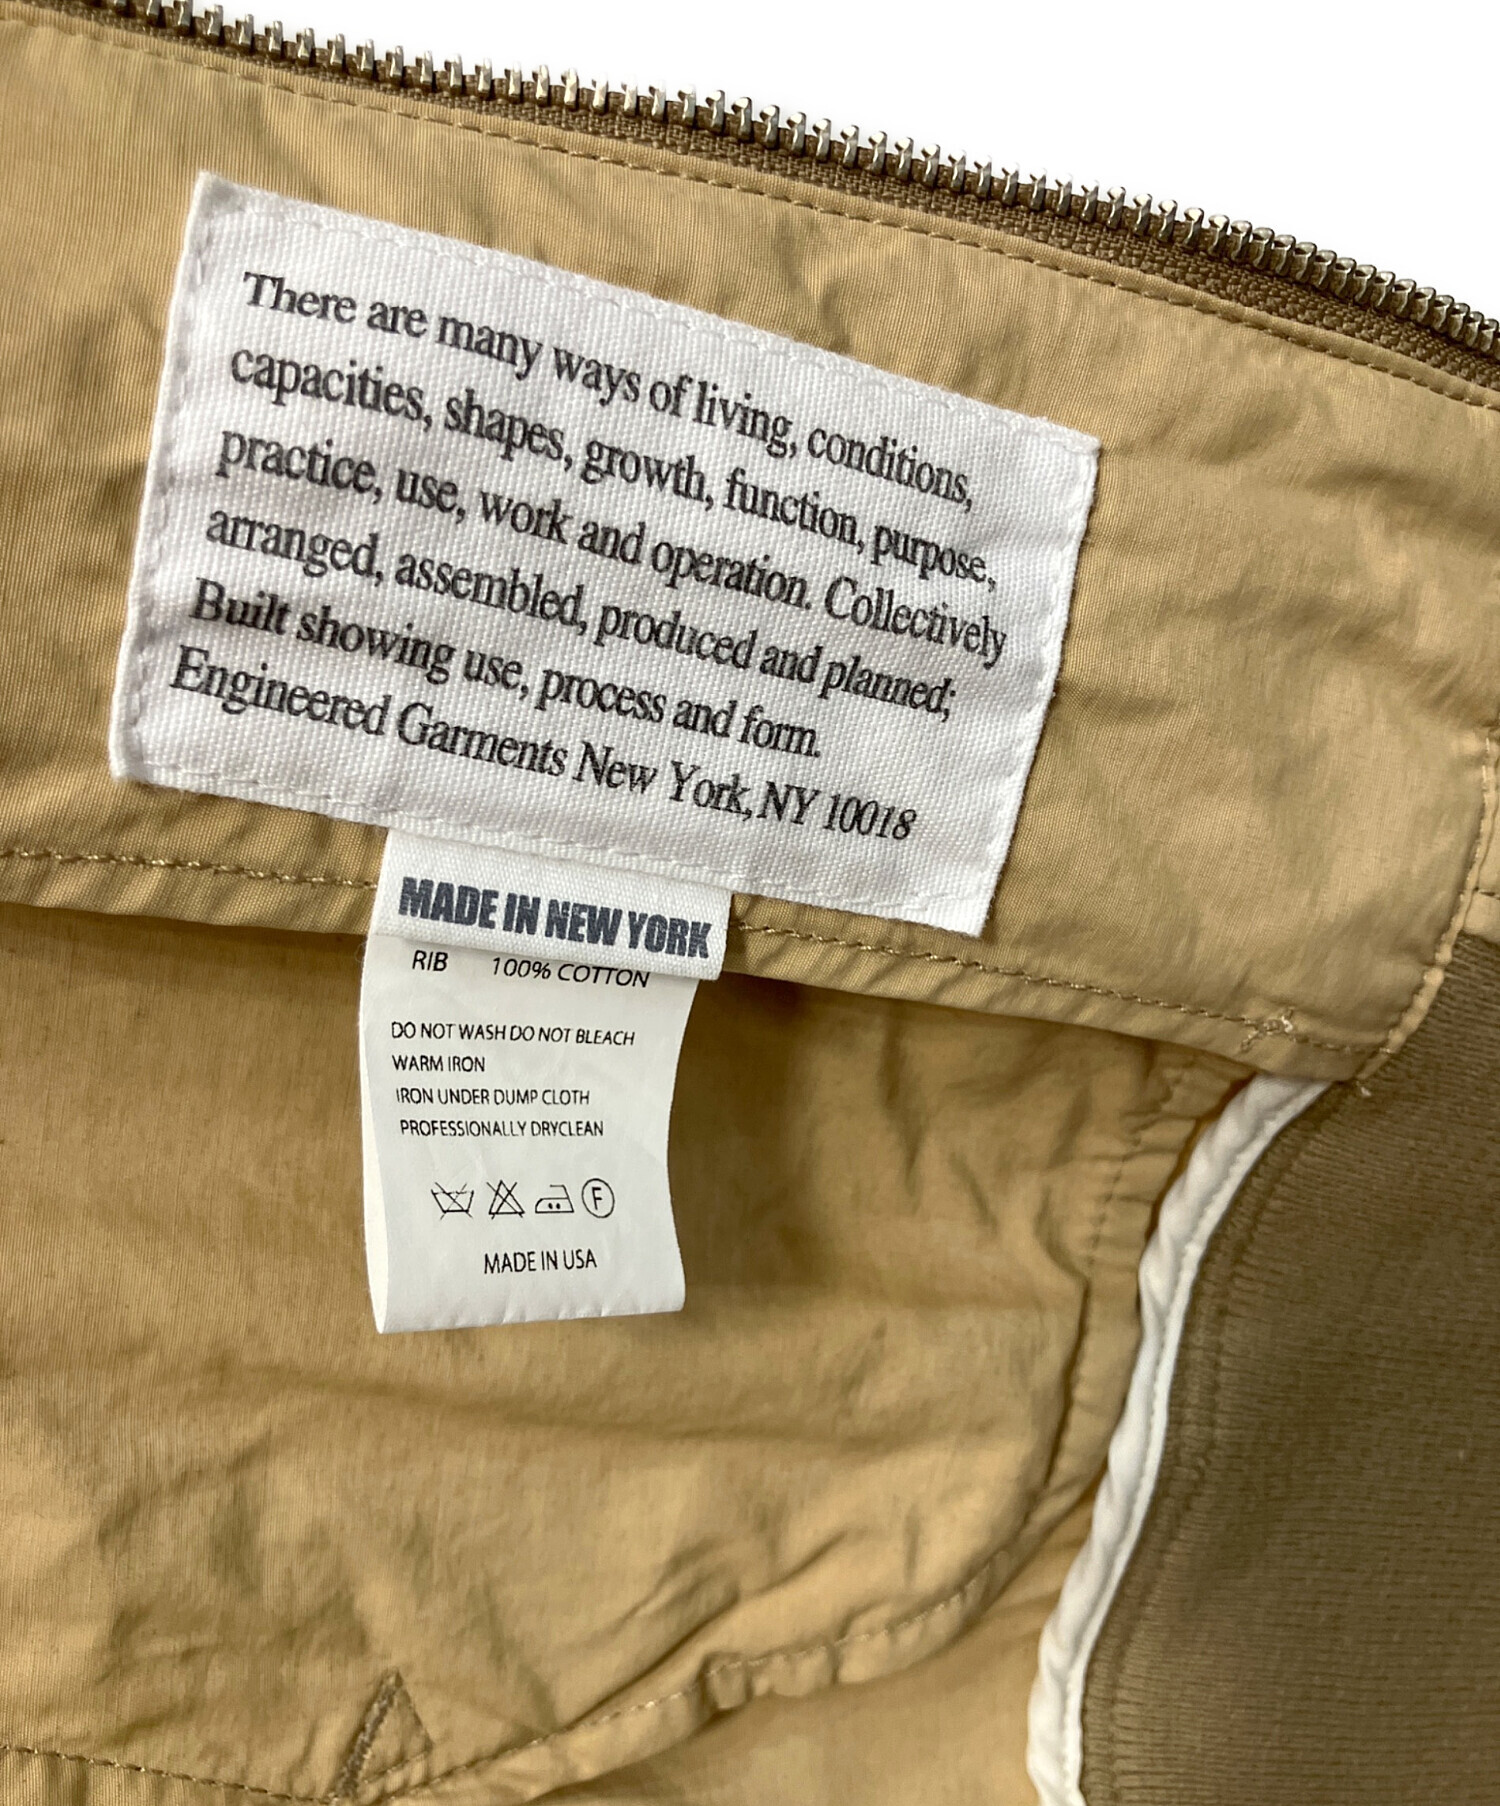 There are many ways of living, conditions,
capacities, shapes, growth, function, purpose,
practice, use, work and operation. Collectively
arranged, assembled, produced and planned;
Built showing use, process and form.
Engineered Garments New York, NY 10018
MADE IN NEW YORK
RIB 100% COTTON
DO NOT WASH DO NOT BLEACH
WARM IRON
IRON UNDER DUMP CLOTH
PROFESSIONALLY DRYCLEAN
F
MADE IN USA